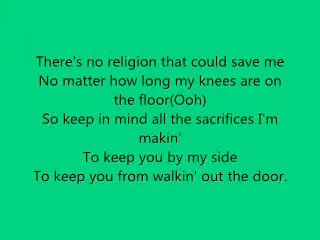 There's no religion that could save me
No matter how long my knees are on
the floor(Ooh)
So keep in mind all the sacrifices I'm
makin'
To keep you by my side
To keep you from walkin' out the door.